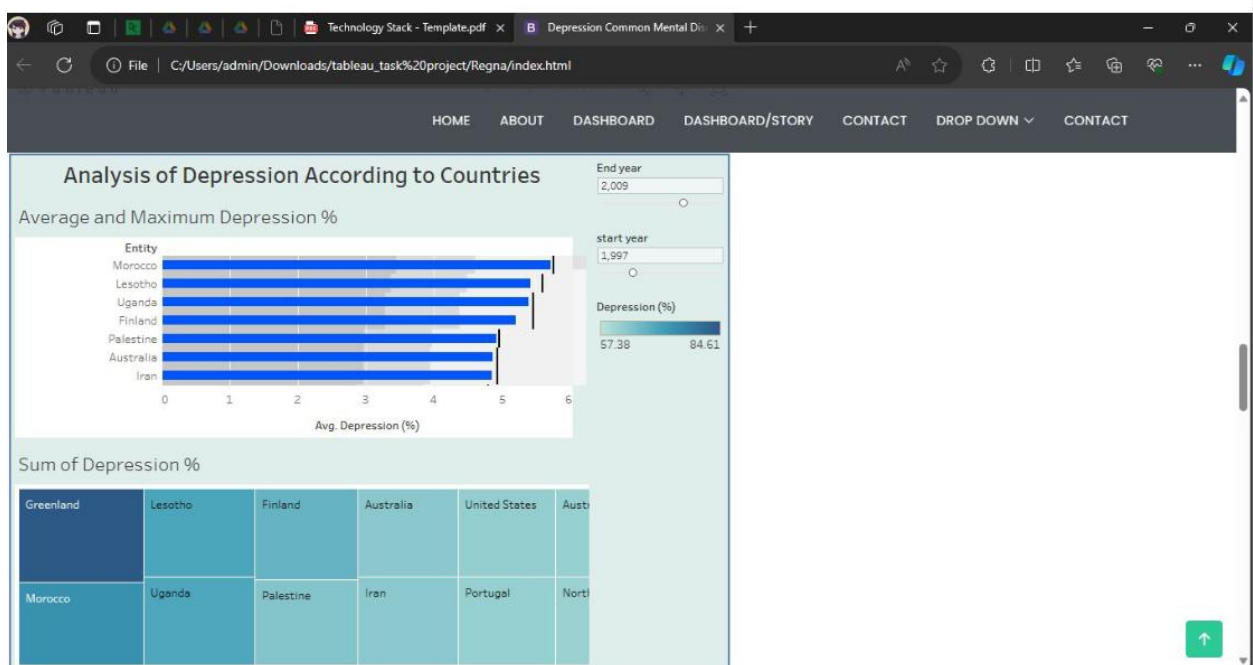 Technology Stack - Template.pdf
Depression Common Mental Dis
File C:/Users/admin/Downloads/tableau_task%20project/Regna/index.html
HOME ABOUT DASHBOARD DASHBOARD/STORY CONTACT DROP DOWN CONTACT
Analysis of Depression According to Countries
End year
2,009
Average and Maximum Depression %
start year
1,997
Entity
Morocco
Lesotho
Uganda
Finland
Palestine
Australia
Iran
0 1 2 3 4 5 6
Avg. Depression (%)
Depression (%)
57.38 84.61
Sum of Depression %
Greenland Lesotho Finland Australia United States Austr
Morocco Uganda Palestine Iran Portugal North